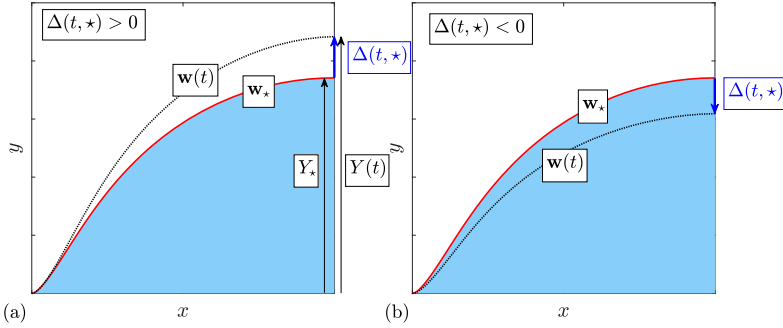 Δ(t, ⋆) > 0
w(t)
Δ(t, ⋆)
w⋆
Y⋆
Y(t)
y
x
(a)
Δ(t, ⋆) < 0
Δ(t, ⋆)
w⋆
w(t)
y
x
(b)